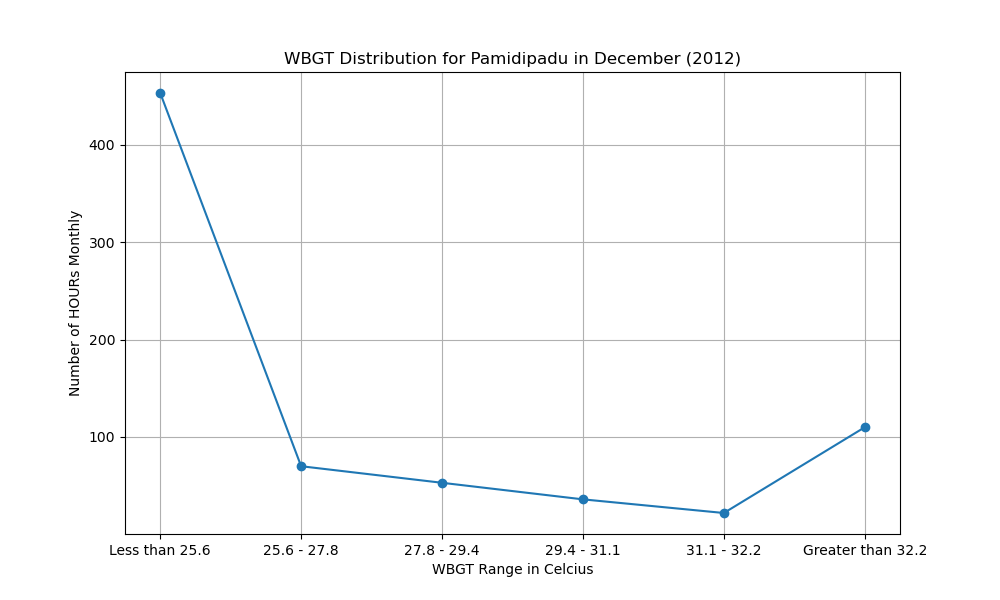 WBGT Distribution for Pamidipadu in December (2012)
Number of HOURs Monthly
400
300
200
100
Less than 25.6
25.6 - 27.8
27.8 - 29.4
29.4 - 31.1
31.1 - 32.2
Greater than 32.2
WBGT Range in Celcius